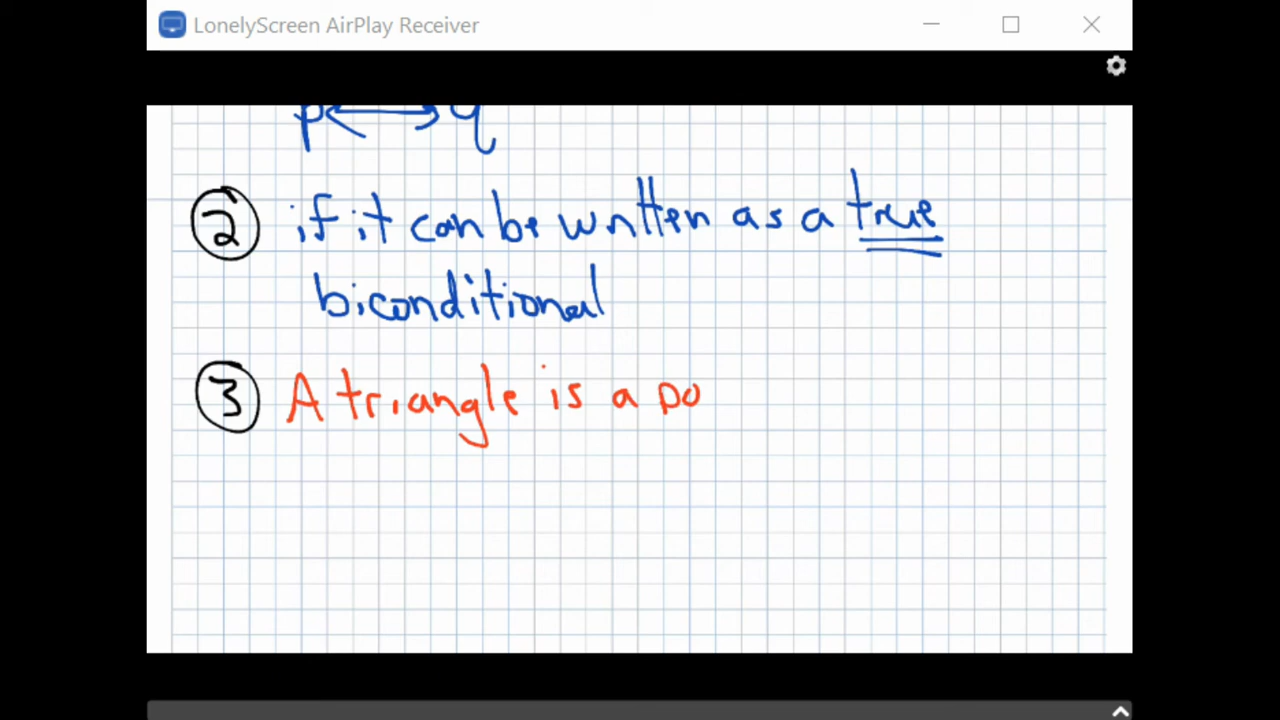 LonelyScreen AirPlay Receiver
p ↔ q
② if it can be written as a true
biconditional
③ A triangle is a po